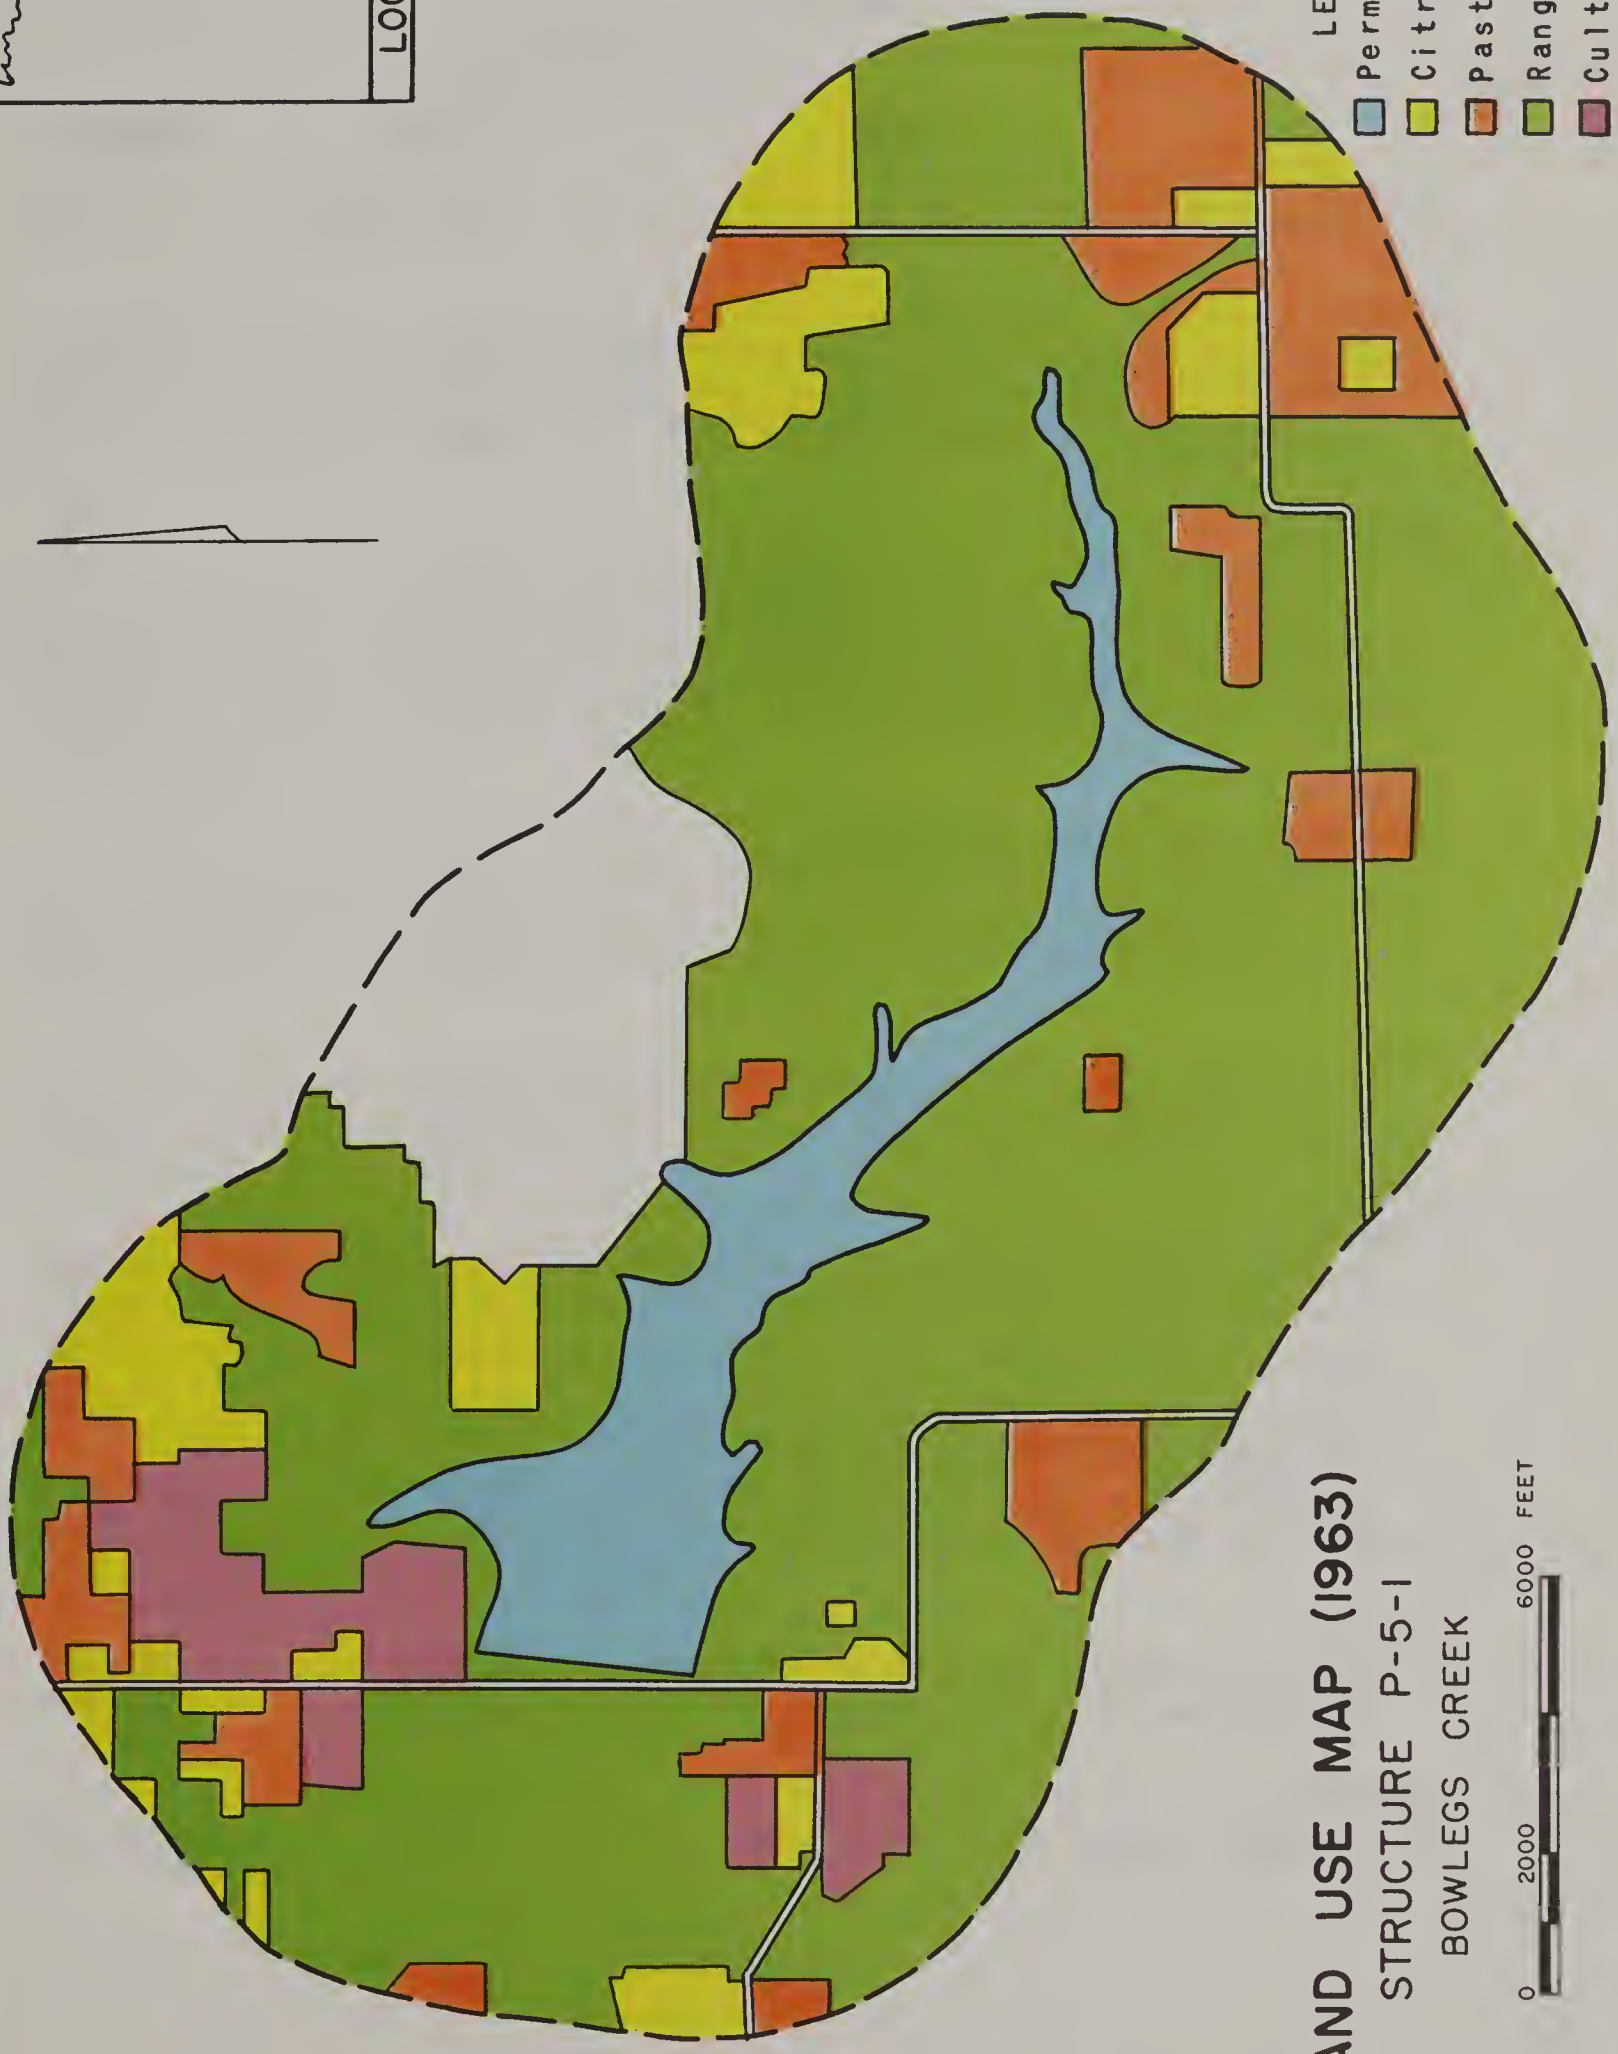 LOC
LE
Perm
Citr
Past
Rang
Cult
AND USE MAP (1963)
STRUCTURE P-5-1
BOWLEGS CREEK
0 2000 6000 FEET